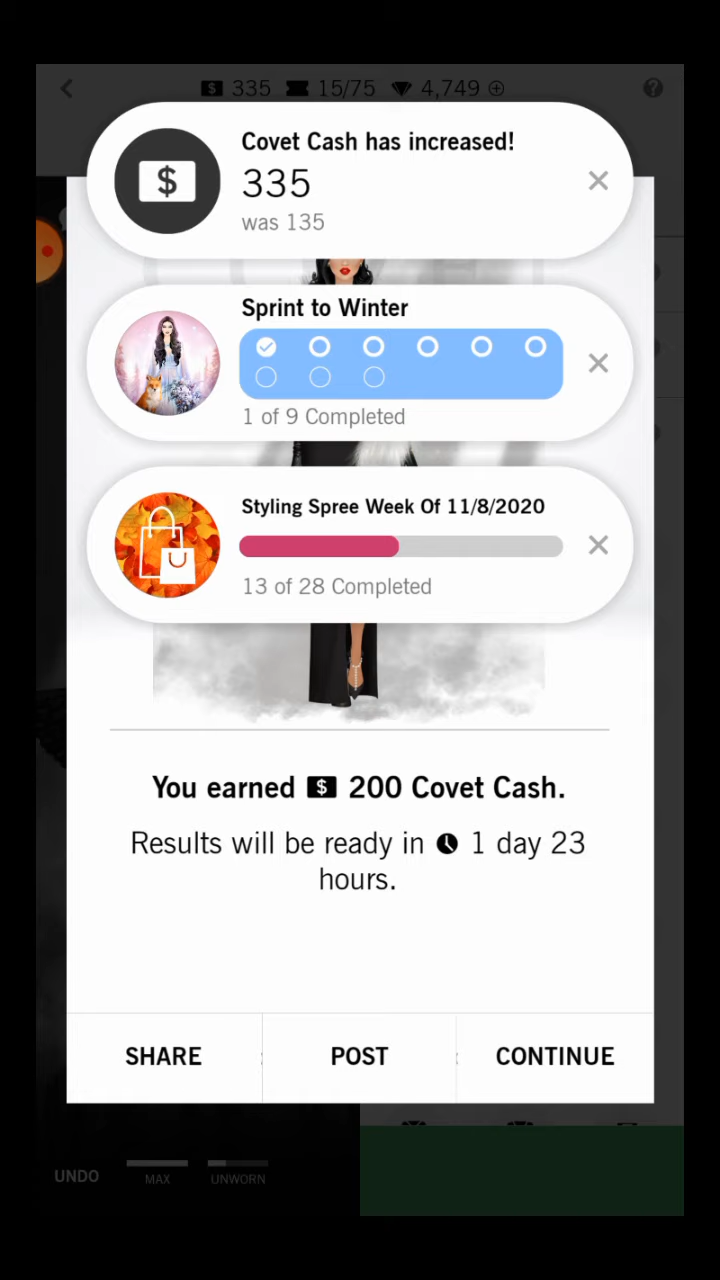 335 15/75 4,749
Covet Cash has increased!
335
was 135
Sprint to Winter
1 of 9 Completed
Styling Spree Week Of 11/8/2020
13 of 28 Completed
You earned $ 200 Covet Cash.
Results will be ready in 1 day 23
hours.
SHARE POST CONTINUE
UNDO MAX UNWORN